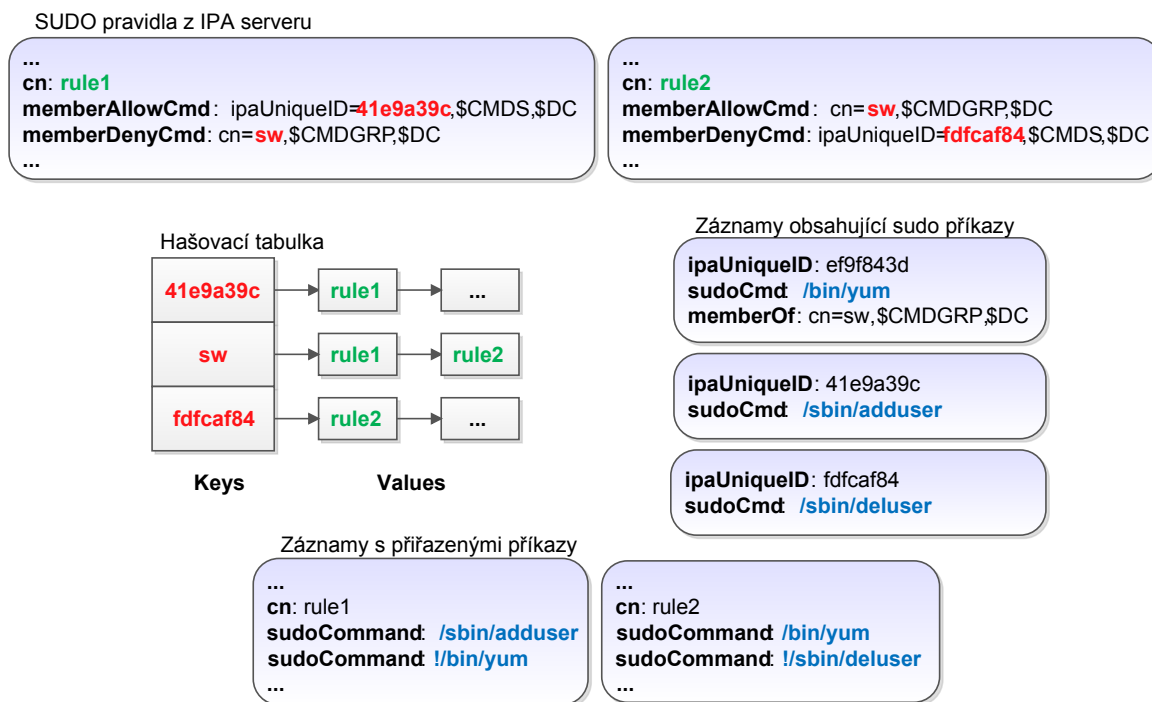 SUDO pravidla z IPA serveru
...
cn: rule1
memberAllowCmd: ipaUniqueID=41e9a39c,$CMDS,$DC
memberDenyCmd: cn=sw,$CMDGRP,$DC
...
...
cn: rule2
memberAllowCmd: cn=sw,$CMDGRP,$DC
memberDenyCmd: ipaUniqueID=fdfcaf84,$CMDS,$DC
...
Hašovací tabulka
41e9a39c rule1 ...
sw rule1 rule2
fdfcaf84 rule2 ...
Keys Values
Záznamy obsahující sudo příkazy
ipaUniqueID: ef9f843d
sudoCmd: /bin/yum
memberOf: cn=sw,$CMDGRP,$DC
ipaUniqueID: 41e9a39c
sudoCmd: /sbin/adduser
ipaUniqueID: fdfcaf84
sudoCmd: /sbin/deluser
Záznamy s přiřazenými příkazy
...
cn: rule1
sudoCommand: /sbin/adduser
sudoCommand: !/bin/yum
...
...
cn: rule2
sudoCommand: /bin/yum
sudoCommand: !/sbin/deluser
...